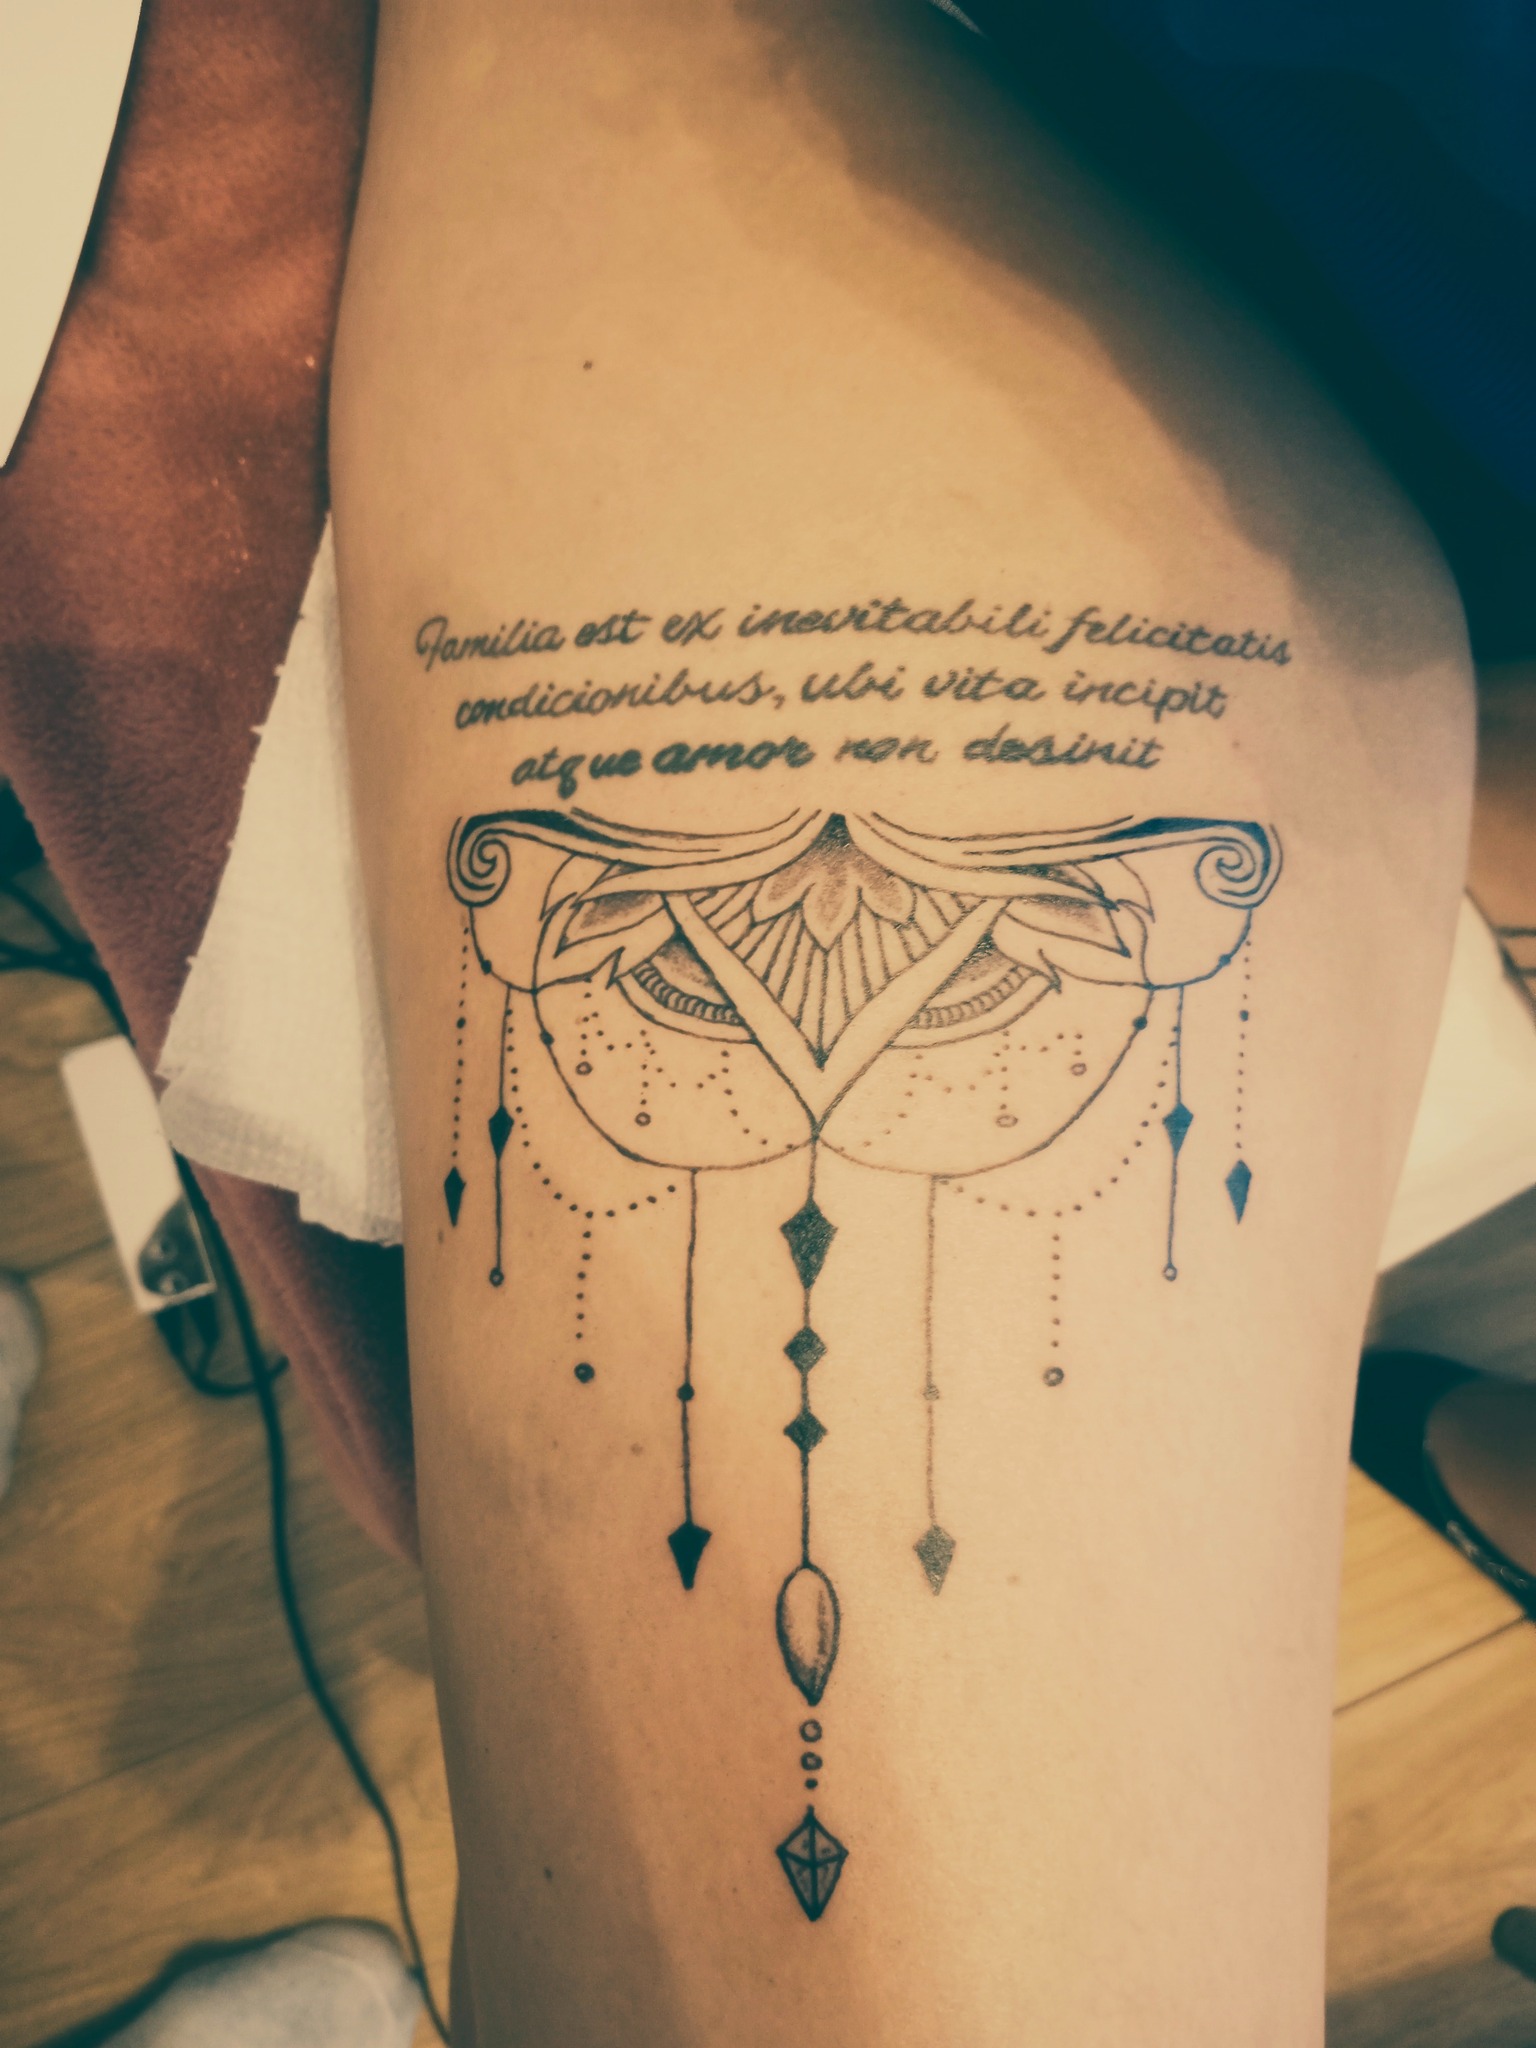 Familia est ex inevitabili felicitatis
condicionibus, ubi vita incipit
atque amor non desinit